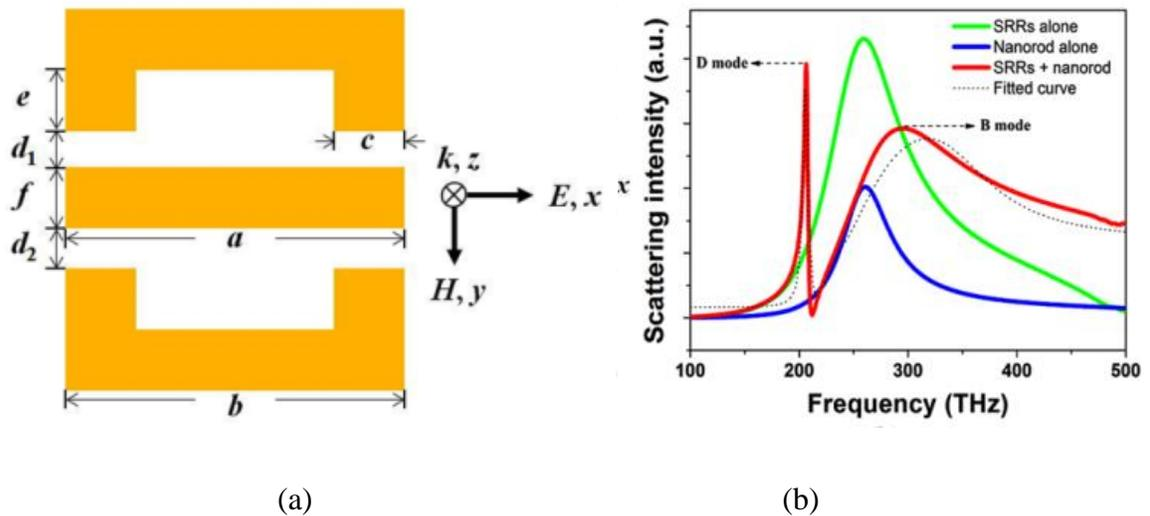 e
d1
f
d2
c
a
b
k, z
E, x
H, y
x
Scattering intensity (a.u.)
SRRs alone
Nanorod alone
SRRs + nanorod
Fitted curve
D mode
B mode
100 200 300 400 500
Frequency (THz)
(a) (b)